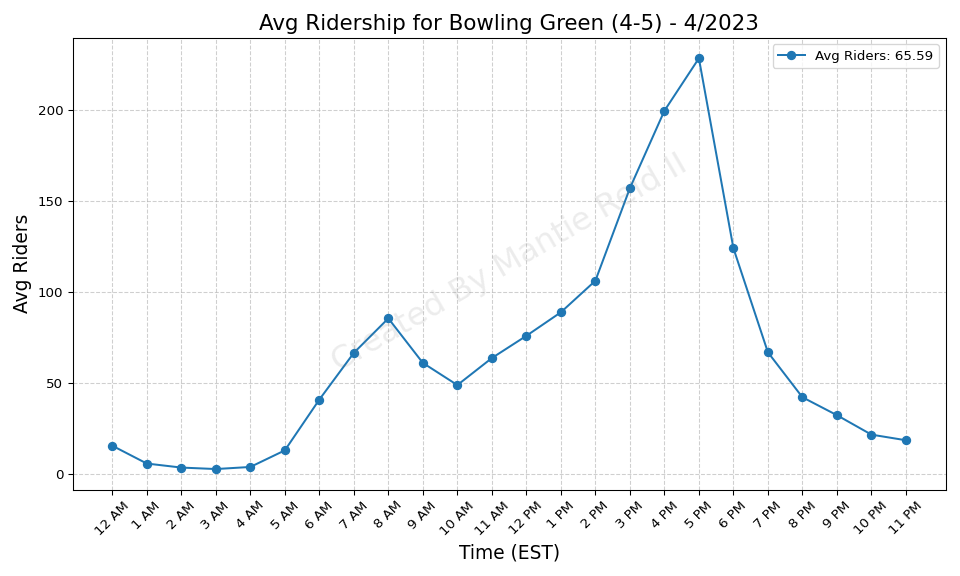 Avg Ridership for Bowling Green (4-5) - 4/2023
Avg Riders: 65.59
Avg Riders
200
150
100
50
0
Created By Mantie Reid II
12 AM
1 AM
2 AM
3 AM
4 AM
5 AM
6 AM
7 AM
8 AM
9 AM
10 AM
11 AM
12 PM
1 PM
2 PM
3 PM
4 PM
5 PM
6 PM
7 PM
8 PM
9 PM
10 PM
11 PM
Time (EST)